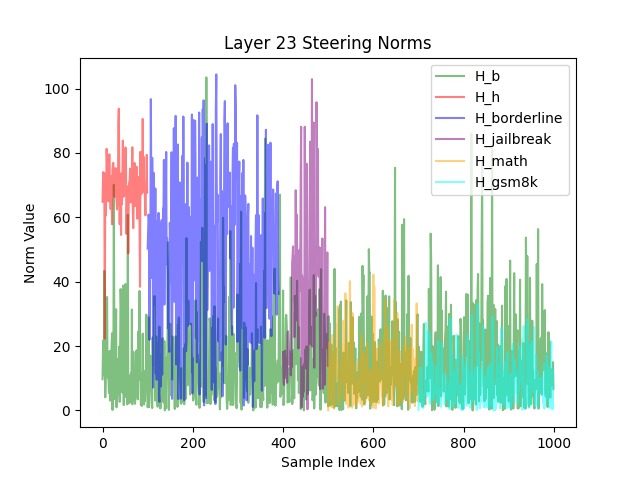 Layer 23 Steering Norms
H_b
H_h
H_borderline
H_jailbreak
H_math
H_gsm8k
100
80
60
40
20
0
Norm Value
0
200
400
600
800
1000
Sample Index